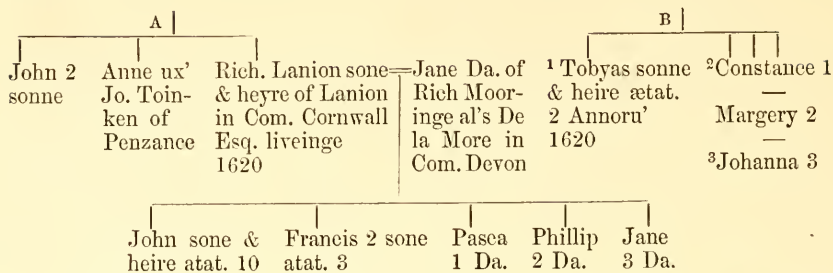 A B
John 2
sonne
Anne ux'
Jo. Toin-
ken of
Penzance
Rich. Lanion sone
& heyre of Lanion
in Com. Cornwall
Esq. liveinge
1620
Jane Da. of
Rich Moor-
inge al's De
la More in
Com. Devon
¹ Tobyas sonne
& heire ætat.
2 Annoru'
1620
²Constance 1
—
Margery 2
—
³Johanna 3
John sone &
heire atat. 10
Francis 2 sone
atat. 3
Pasca
1 Da.
Phillip
2 Da.
Jane
3 Da.